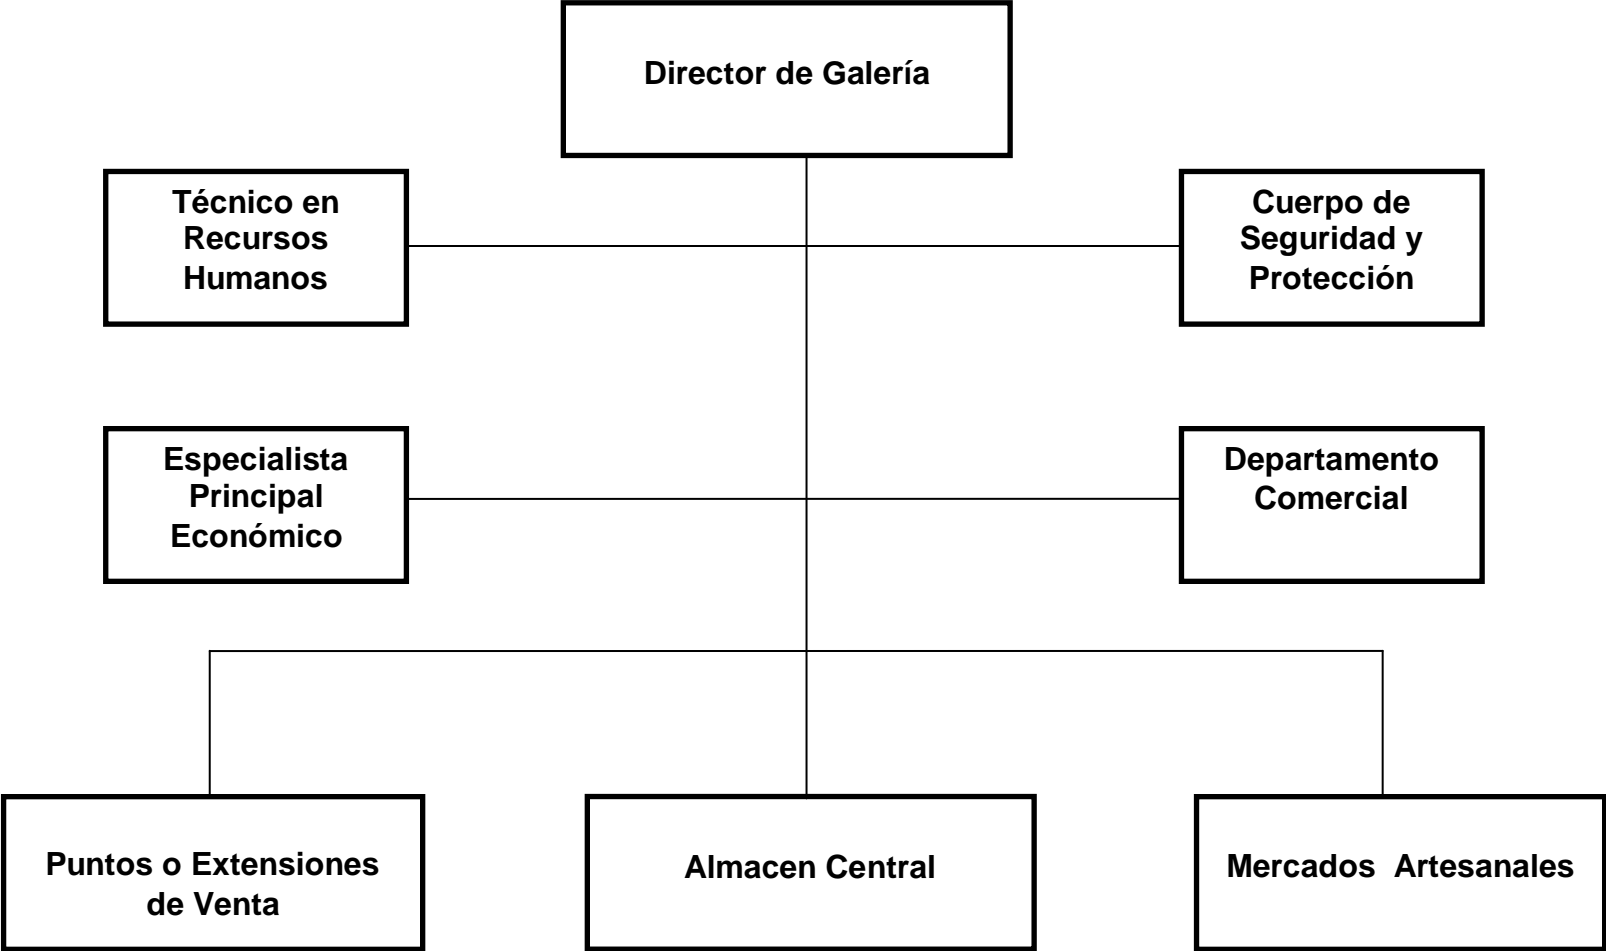 Director de Galería
Técnico en
Recursos
Humanos
Cuerpo de
Seguridad y
Protección
Especialista
Principal
Económico
Departamento
Comercial
Puntos o Extensiones
de Venta
Almacen Central
Mercados  Artesanales